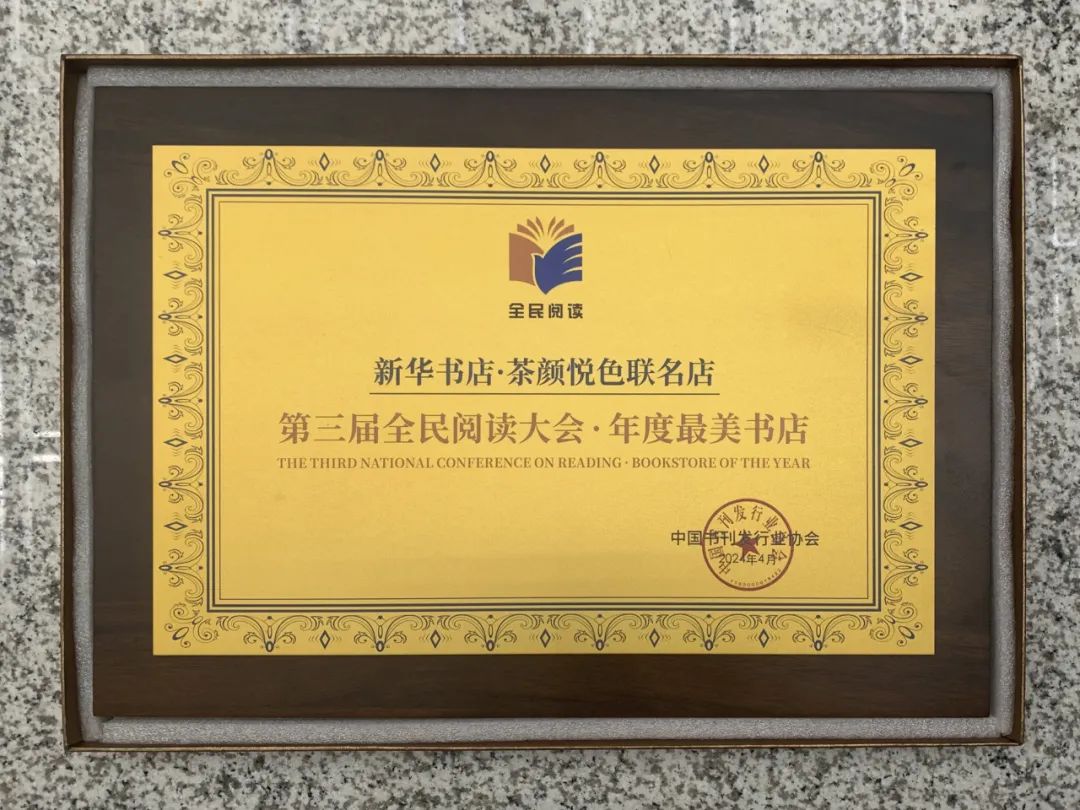 全民阅读
新华书店·茶颜悦色联名店
第三届全民阅读大会·年度最美书店
THE THIRD NATIONAL CONFERENCE ON READING · BOOKSTORE OF THE YEAR
中国书刊发行业协会
2024年4月